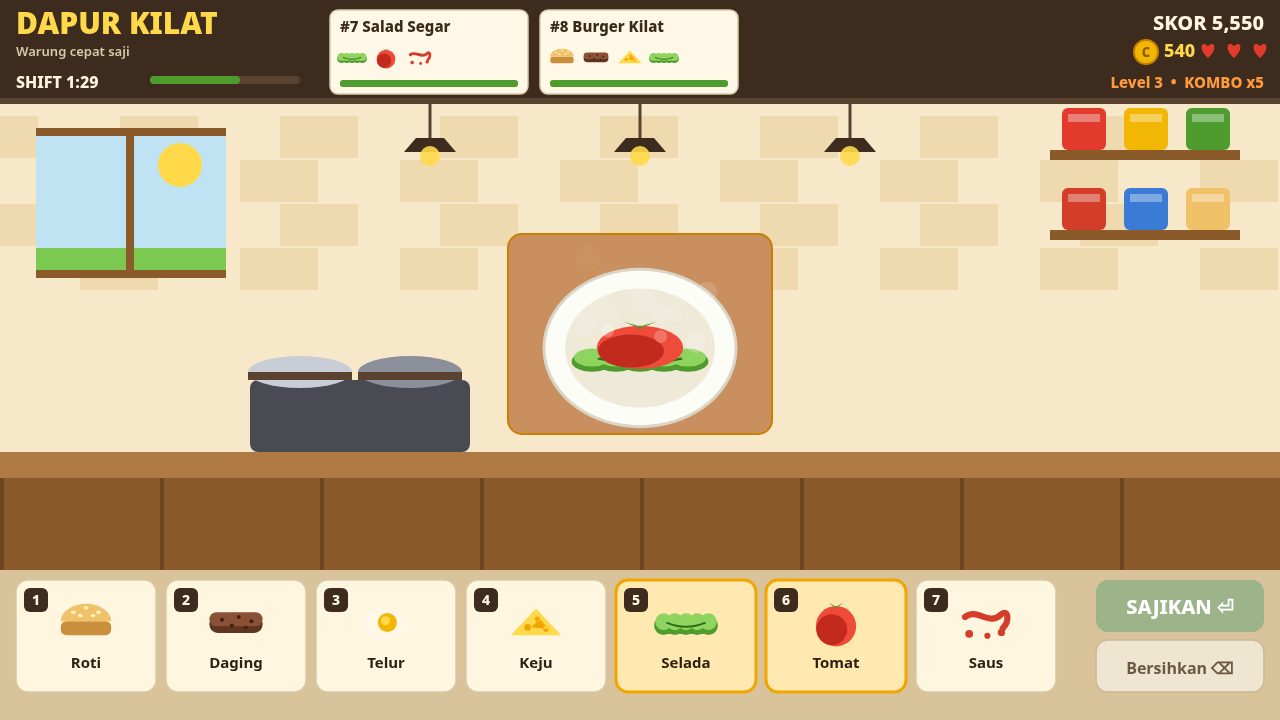 DAPUR KILAT
Warung cepat saji
SHIFT 1:29
#7 Salad Segar
#8 Burger Kilat
SKOR 5,550
C 540
Level 3 • KOMBO x5
1
Roti
2
Daging
3
Telur
4
Keju
5
Selada
6
Tomat
7
Saus
SAJIKAN ⏎
Bersihkan ⌫